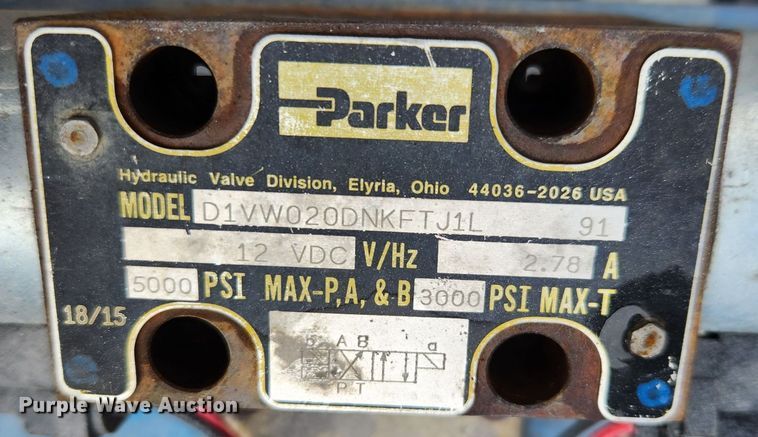 Parker
Hydraulic Valve Division, Elyria, Ohio 44036-2026 USA
MODEL D1VW020DNKFTJ1L 91
12 VDC V/Hz 2.78 A
5000 PSI MAX-P,A, & B 3000 PSI MAX-T
18/15
b A B a
P T
Purple Wave Auction